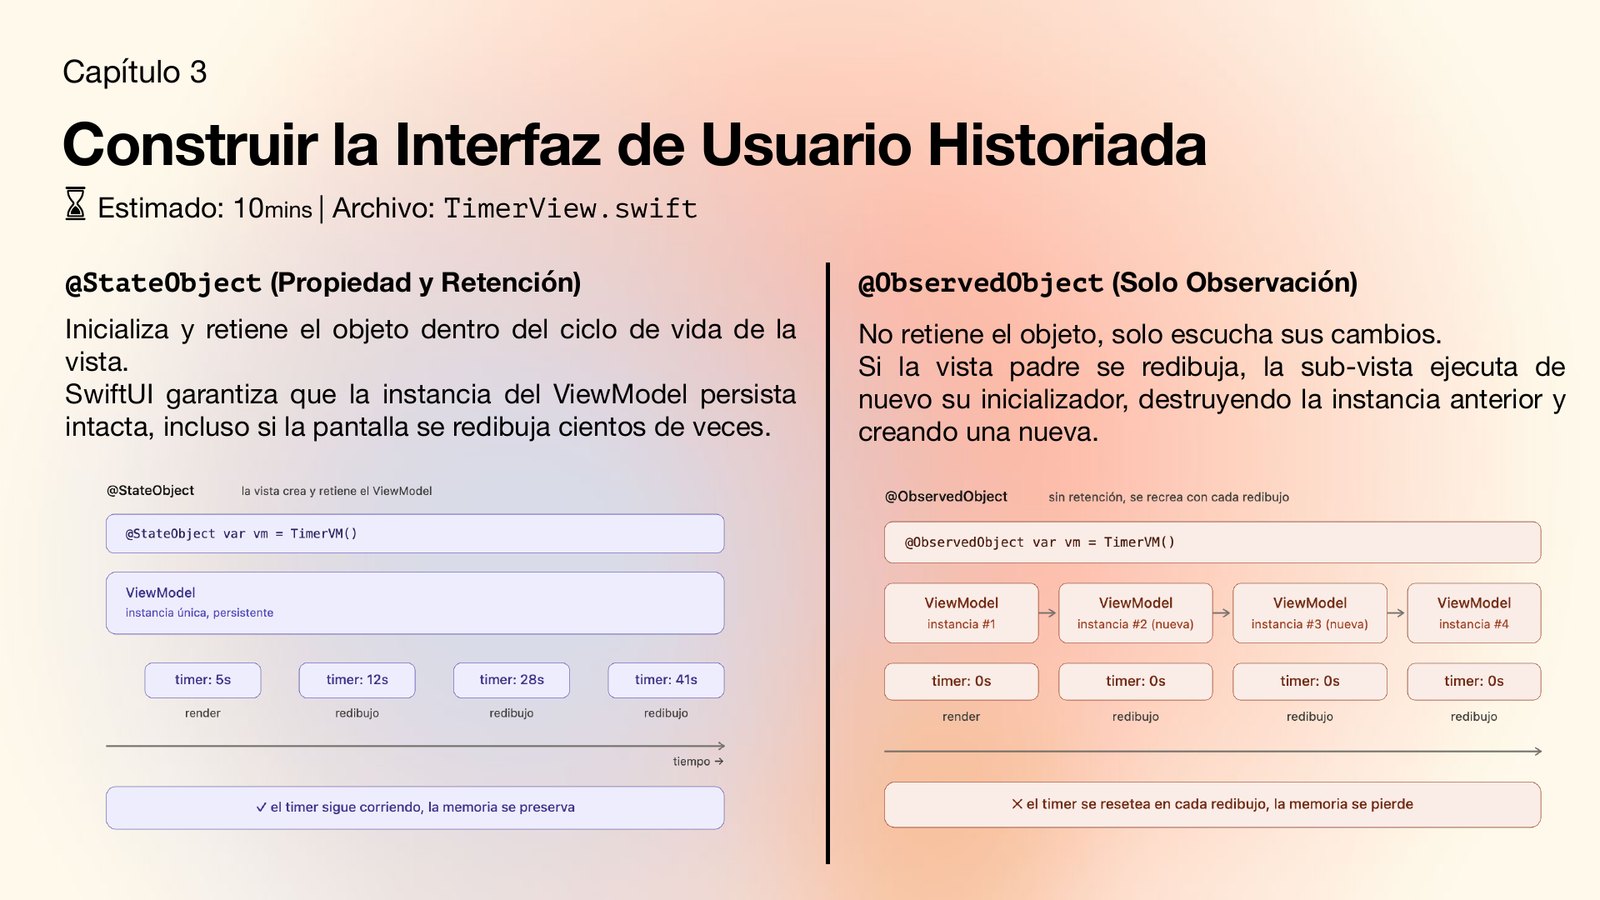 Capítulo 3
Construir la Interfaz de Usuario Historiada
⏳ Estimado: 10mins | Archivo: TimerView.swift
@StateObject (Propiedad y Retención)
Inicializa y retiene el objeto dentro del ciclo de vida de la
vista.
SwiftUI garantiza que la instancia del ViewModel persista
intacta, incluso si la pantalla se redibuja cientos de veces.
@StateObject la vista crea y retiene el ViewModel
@StateObject var vm = TimerVM()
ViewModel
instancia única, persistente
timer: 5s timer: 12s timer: 28s timer: 41s
render redibujo redibujo redibujo
tiempo →
✓ el timer sigue corriendo, la memoria se preserva
@ObservedObject (Solo Observación)
No retiene el objeto, solo escucha sus cambios.
Si la vista padre se redibuja, la sub-vista ejecuta de
nuevo su inicializador, destruyendo la instancia anterior y
creando una nueva.
@ObservedObject sin retención, se recrea con cada redibujo
@ObservedObject var vm = TimerVM()
ViewModel ViewModel ViewModel ViewModel
instancia #1 instancia #2 (nueva) instancia #3 (nueva) instancia #4
timer: 0s timer: 0s timer: 0s timer: 0s
render redibujo redibujo redibujo
✕ el timer se resetea en cada redibujo, la memoria se pierde